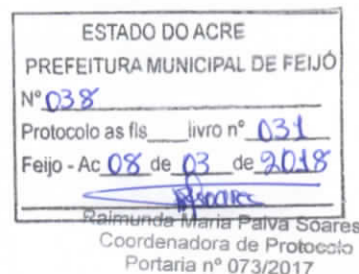 ESTADO DO ACRE
PREFEITURA MUNICIPAL DE FEIJÓ
Nº 038
Protocolo as fls____livro nº 031
Feijo - Ac 08 de 03 de 2018
Raimunda Maria Paiva Soares
Coordenadora de Protocolo
Portaria nº 073/2017